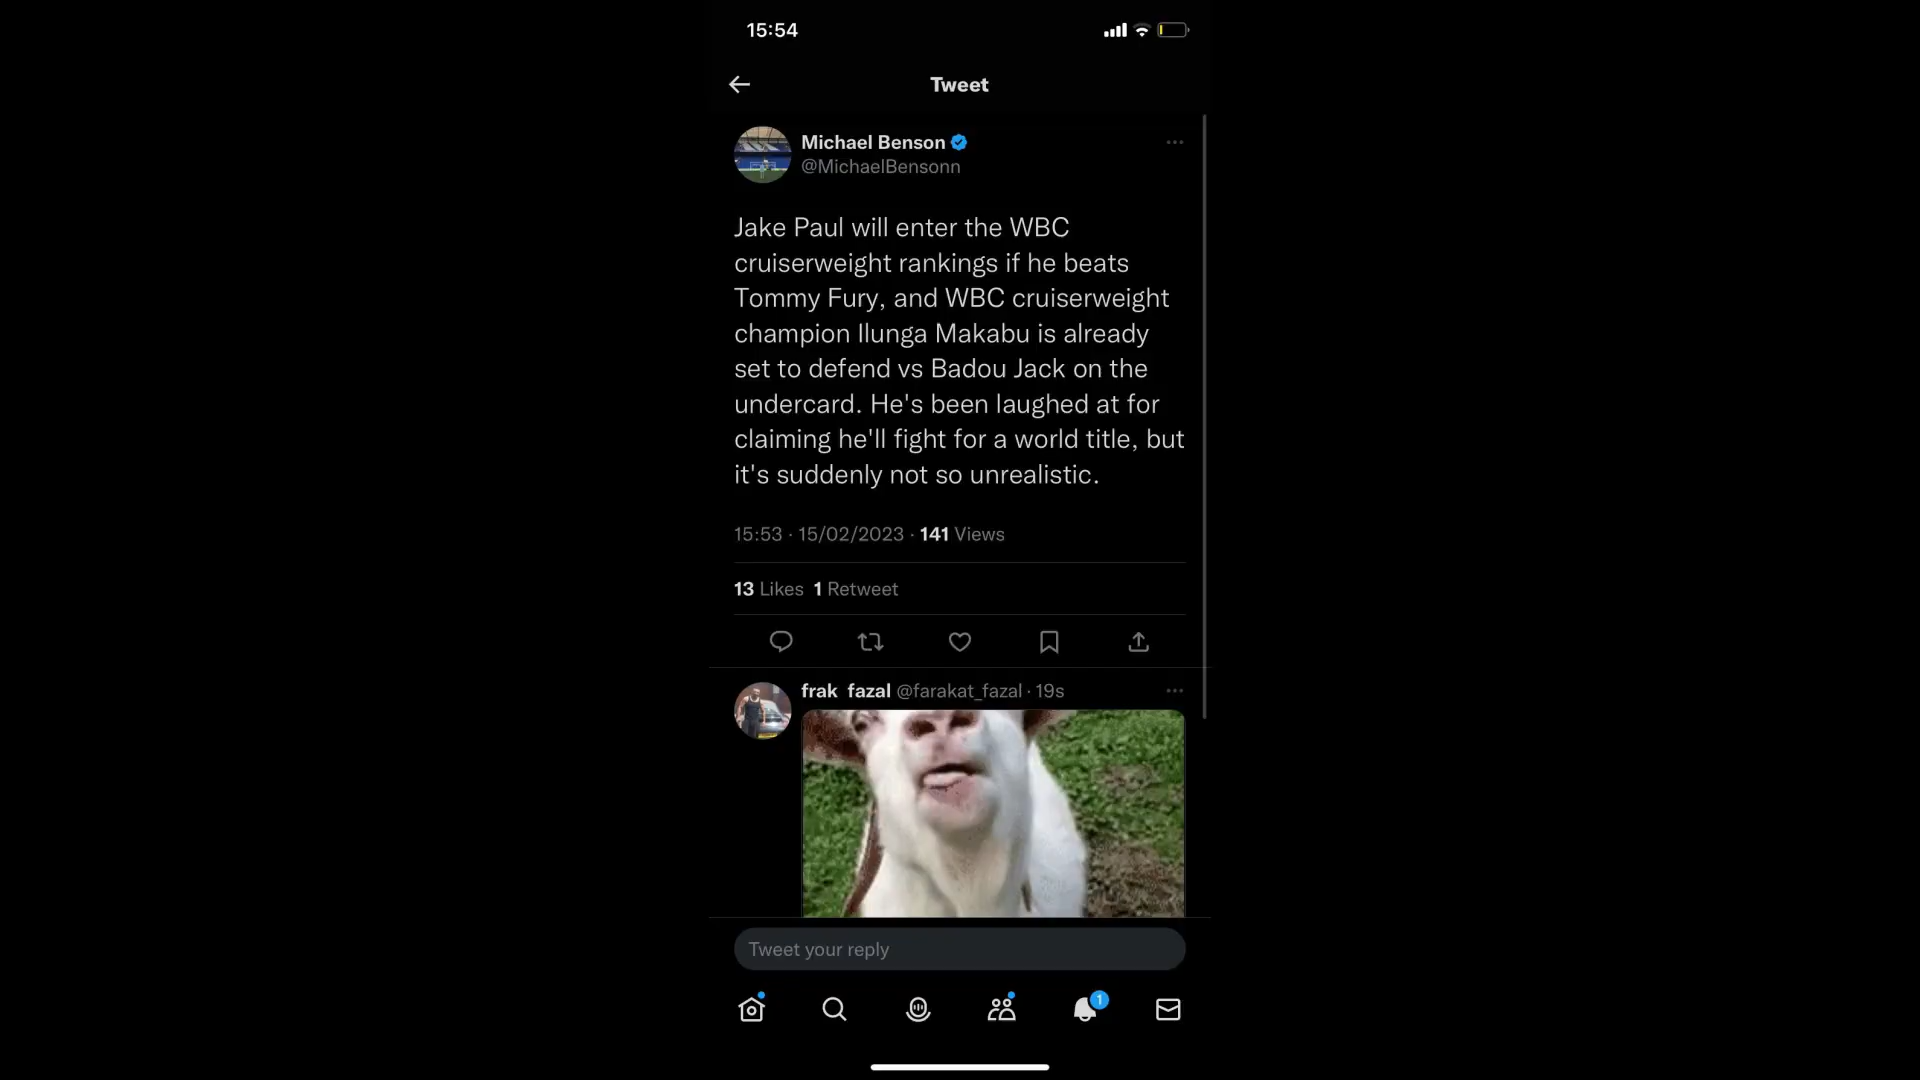 15:54
Tweet
Michael Benson
@MichaelBensonn
Jake Paul will enter the WBC
cruiserweight rankings if he beats
Tommy Fury, and WBC cruiserweight
champion Ilunga Makabu is already
set to defend vs Badou Jack on the
undercard. He's been laughed at for
claiming he'll fight for a world title, but
it's suddenly not so unrealistic.
15:53 · 15/02/2023 · 141 Views
13 Likes 1 Retweet
frak fazal @farakat_fazal · 19s
Tweet your reply
1